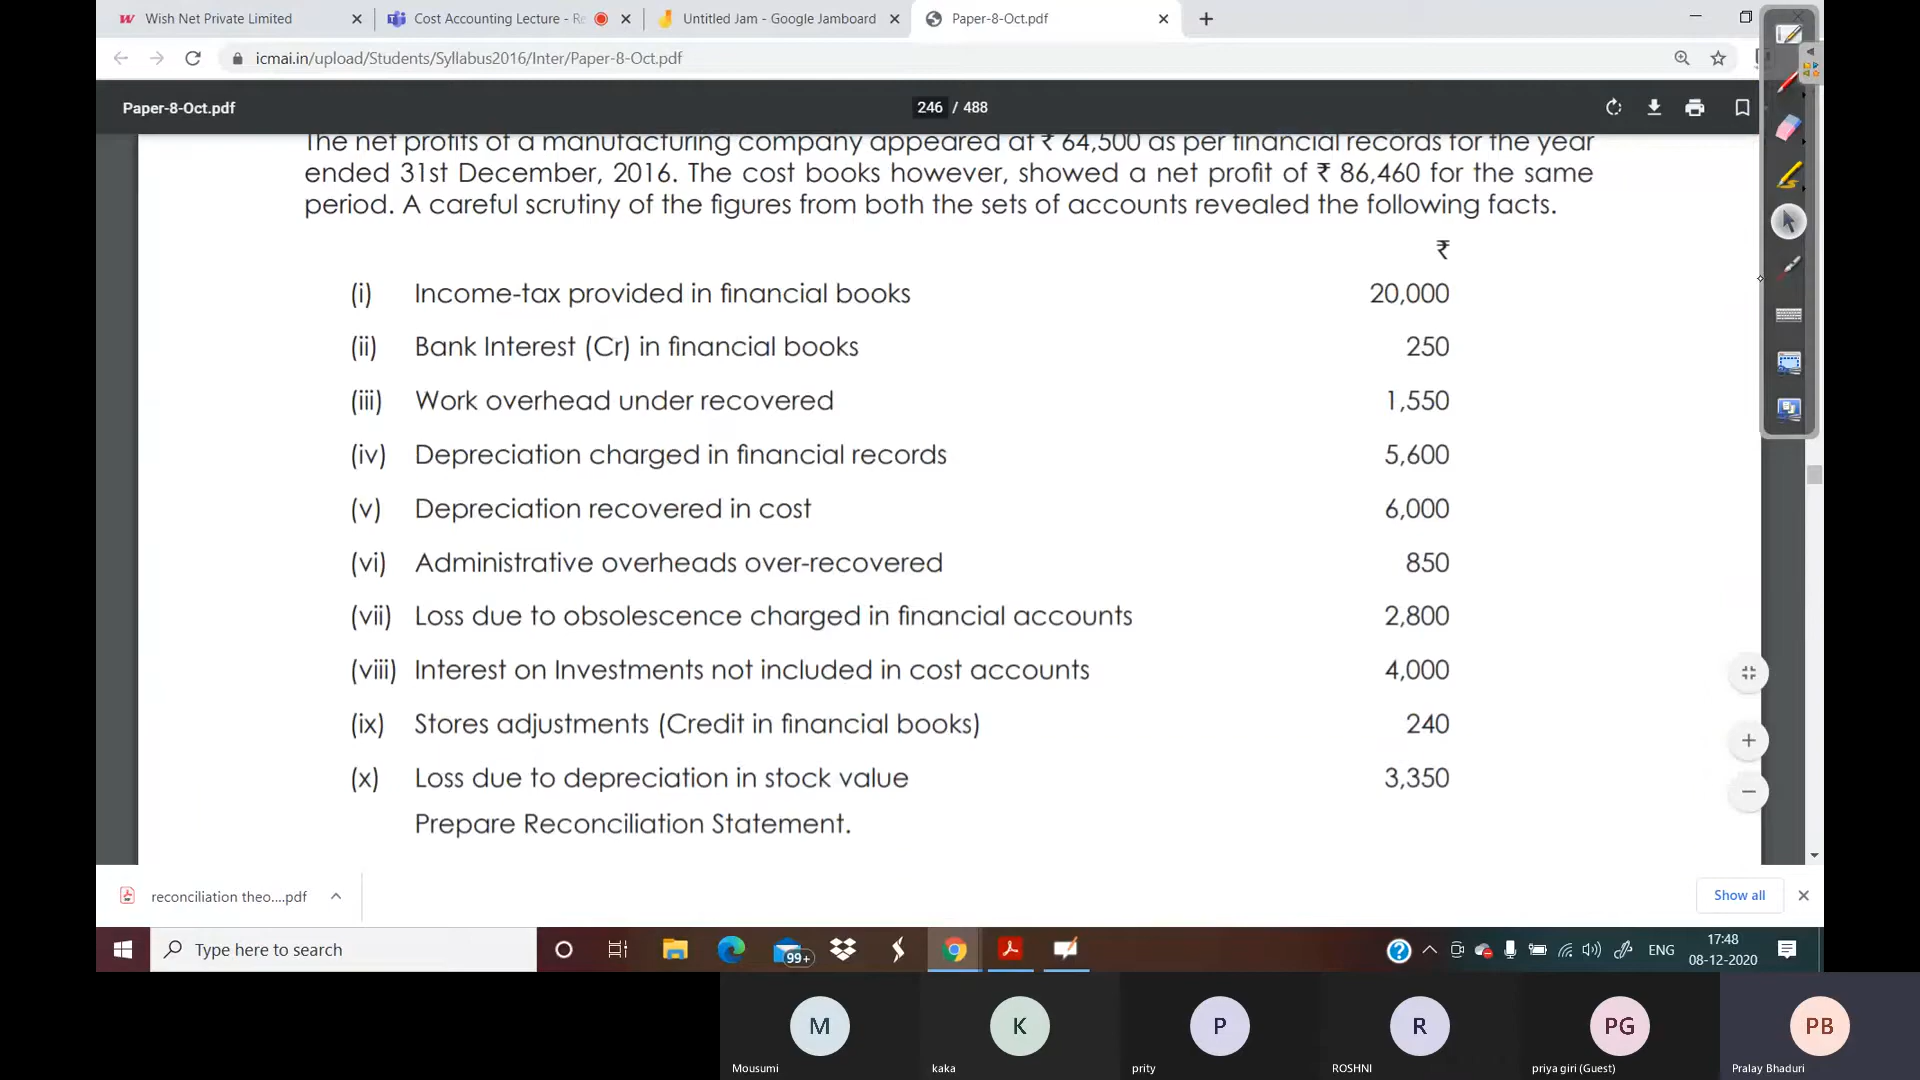 Wish Net Private Limited
Cost Accounting Lecture - Re
Untitled Jam - Google Jamboard
Paper-8-Oct.pdf
icmai.in/upload/Students/Syllabus2016/Inter/Paper-8-Oct.pdf
Paper-8-Oct.pdf
246 / 488
The net profits of a manufacturing company appeared at ₹ 64,500 as per financial records for the year
ended 31st December, 2016. The cost books however, showed a net profit of ₹ 86,460 for the same
period. A careful scrutiny of the figures from both the sets of accounts revealed the following facts.
₹
(i) Income-tax provided in financial books 20,000
(ii) Bank Interest (Cr) in financial books 250
(iii) Work overhead under recovered 1,550
(iv) Depreciation charged in financial records 5,600
(v) Depreciation recovered in cost 6,000
(vi) Administrative overheads over-recovered 850
(vii) Loss due to obsolescence charged in financial accounts 2,800
(viii) Interest on Investments not included in cost accounts 4,000
(ix) Stores adjustments (Credit in financial books) 240
(x) Loss due to depreciation in stock value 3,350
Prepare Reconciliation Statement.
reconciliation theo....pdf
Show all
Type here to search
99+
ENG
17:48
08-12-2020
M
K
P
R
PG
PB
Mousumi
kaka
prity
ROSHNI
priya giri (Guest)
Pralay Bhaduri